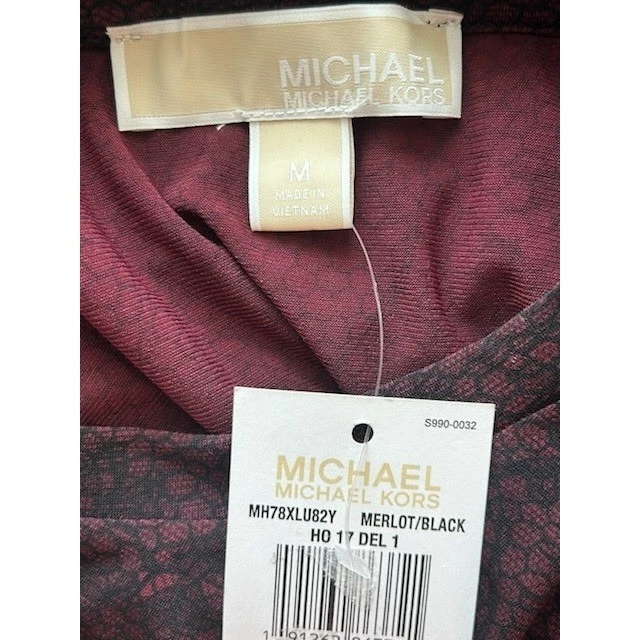 MICHAEL
MICHAEL KORS
M
MADE IN
VIETNAM
S990-0032
MICHAEL
MICHAEL KORS
MH78XLU82Y MERLOT/BLACK
HO 17 DEL 1